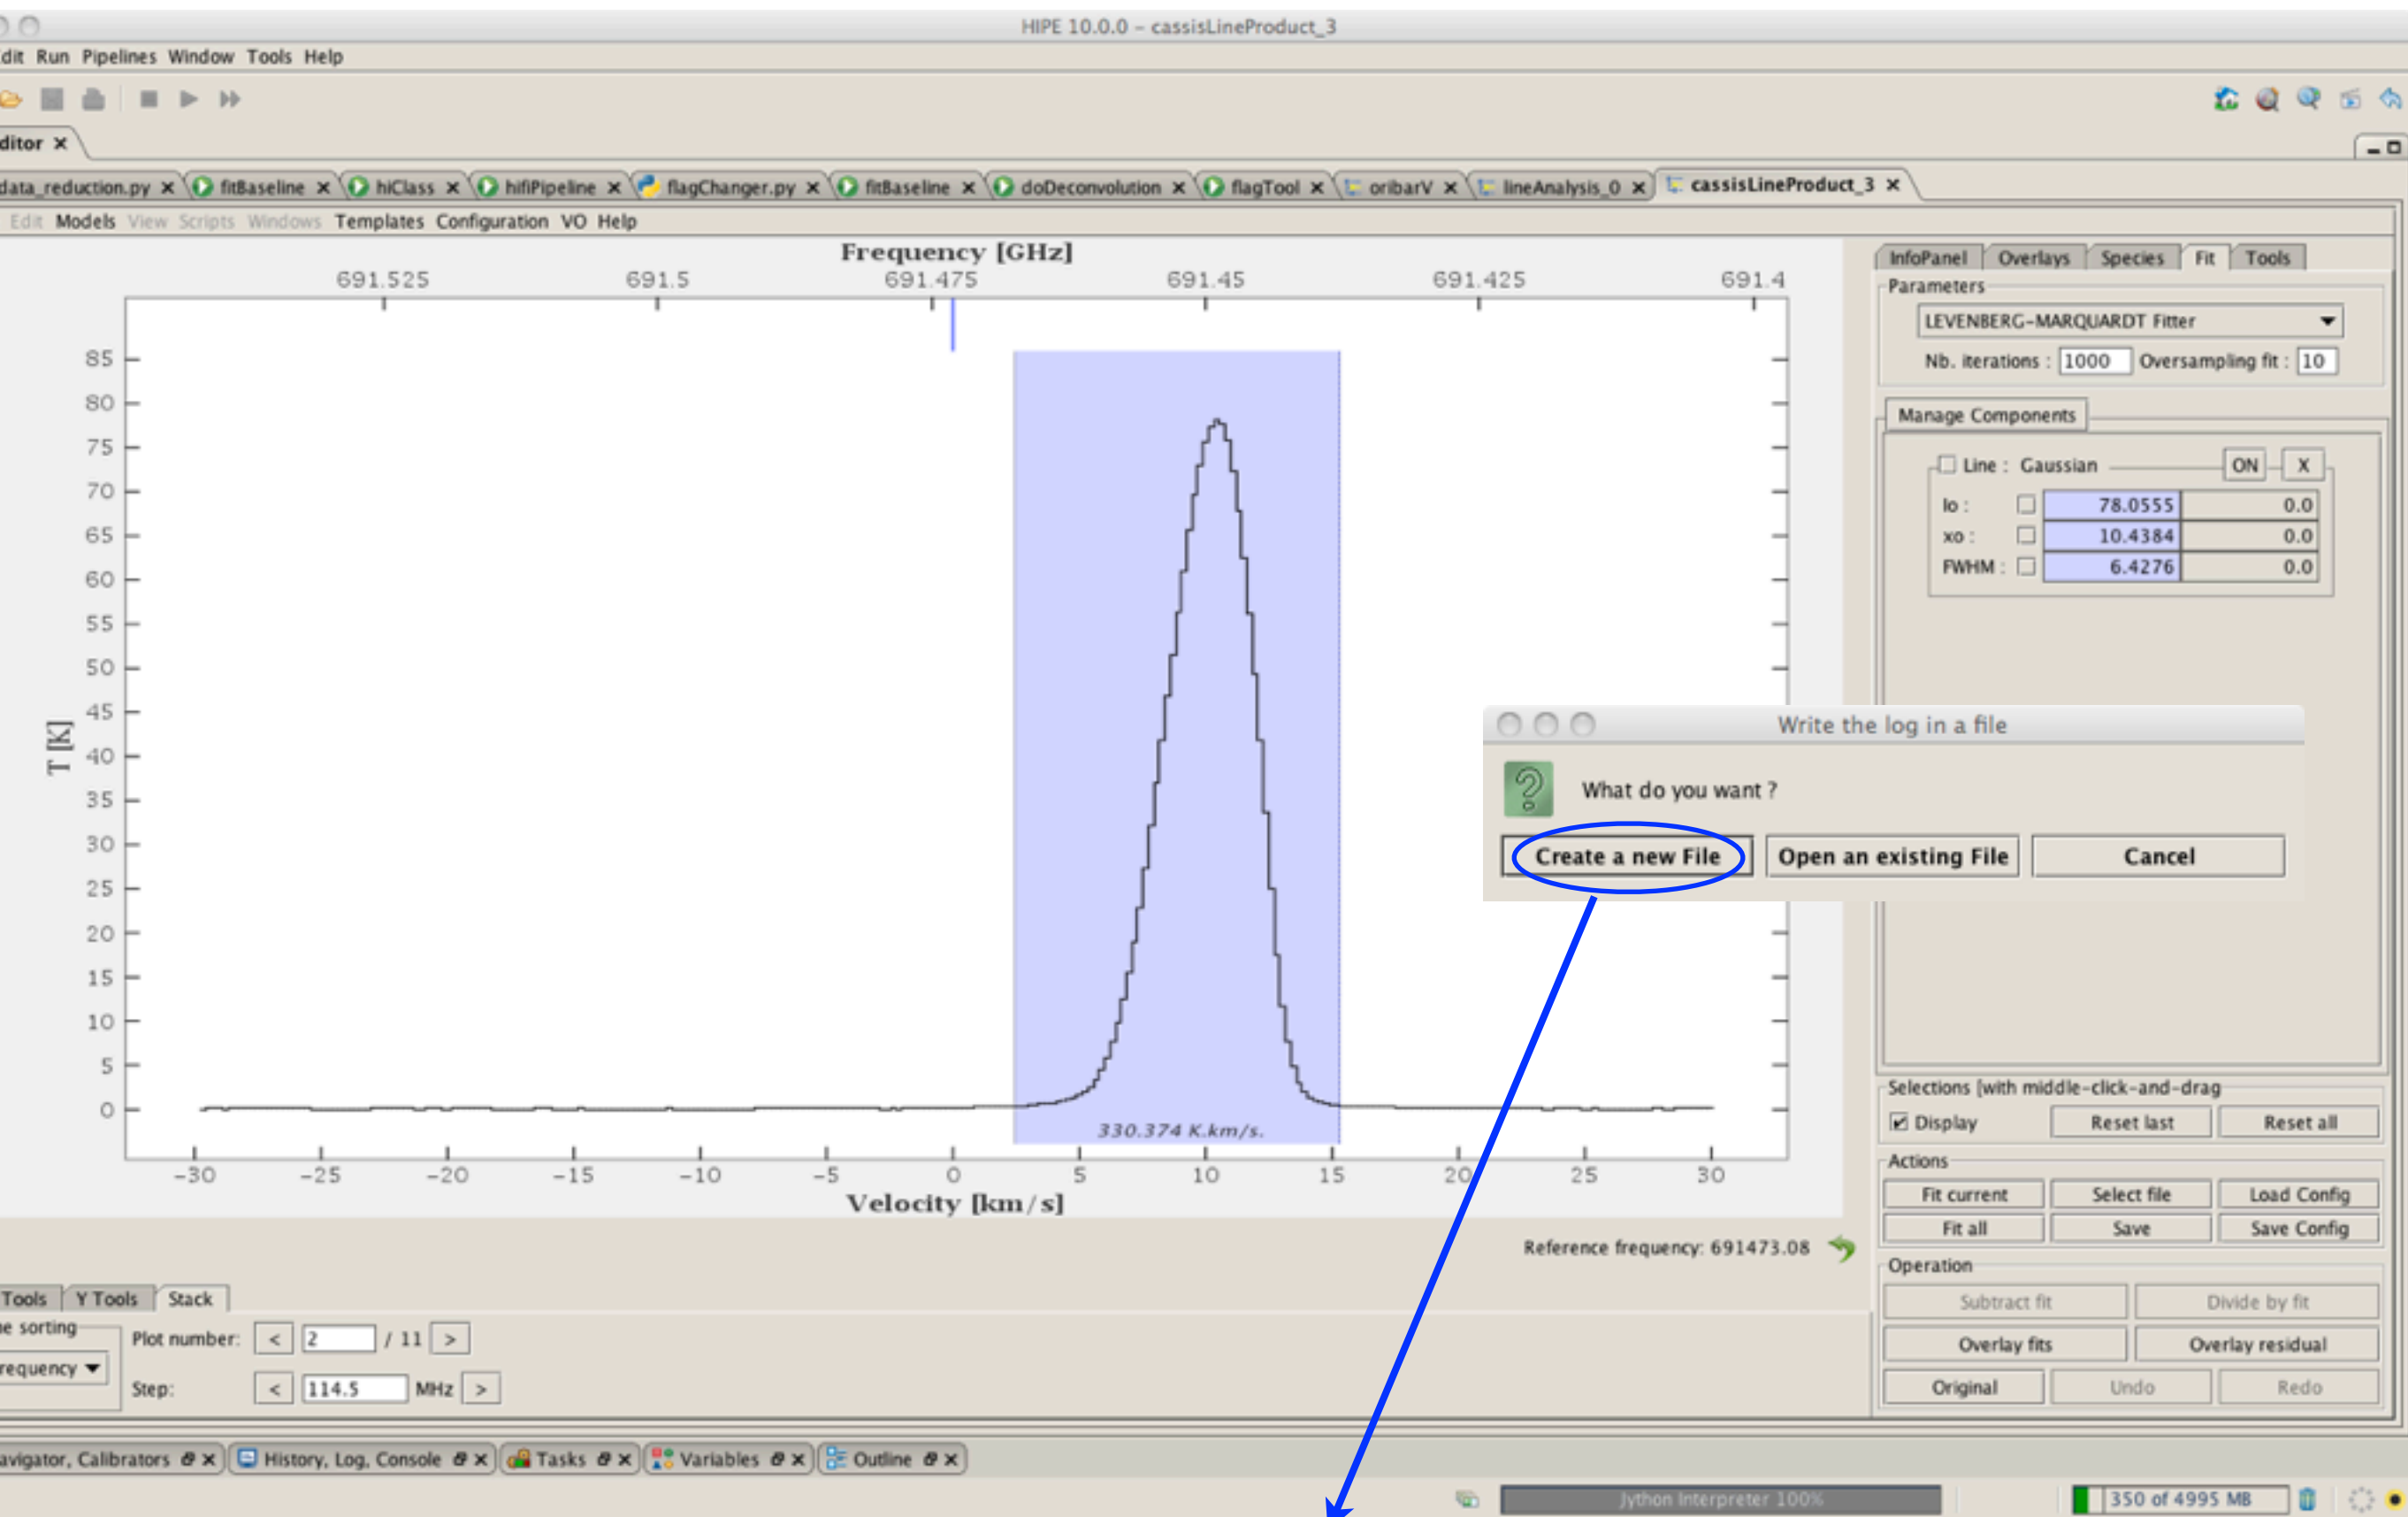 HIPE 10.0.0 - cassisLineProduct_3
Edit Run Pipelines Window Tools Help
ditor
data_reduction.py fitBaseline hiClass hifiPipeline flagChanger.py fitBaseline doDeconvolution flagTool oribarV lineAnalysis_0 cassisLineProduct_3
Edit Models View Scripts Windows Templates Configuration VO Help
InfoPanel Overlays Species Fit Tools
Frequency [GHz]
691.525 691.5 691.475 691.45 691.425 691.4
Parameters
LEVENBERG-MARQUARDT Fitter
Nb. iterations : 1000 Oversampling fit : 10
Manage Components
Line : Gaussian ON X
Io : 78.0555 0.0
xo : 10.4384 0.0
FWHM : 6.4276 0.0
85
80
75
70
65
60
55
50
45
40
35
30
25
20
15
10
5
0
T [K]
330.374 K.km/s.
-30 -25 -20 -15 -10 -5 0 5 10 15 20 25 30
Velocity [km/s]
Reference frequency: 691473.08
Write the log in a file
What do you want ?
Create a new File Open an existing File Cancel
Selections [with middle-click-and-drag
Display Reset last Reset all
Actions
Fit current Select file Load Config
Fit all Save Save Config
Operation
Subtract fit Divide by fit
Overlay fits Overlay residual
Original Undo Redo
Tools Y Tools Stack
ne sorting
Plot number: < 2 / 11 >
requency
Step: < 114.5 MHz >
avigator, Calibrators History, Log, Console Tasks Variables Outline
Jython Interpreter 100% 350 of 4995 MB